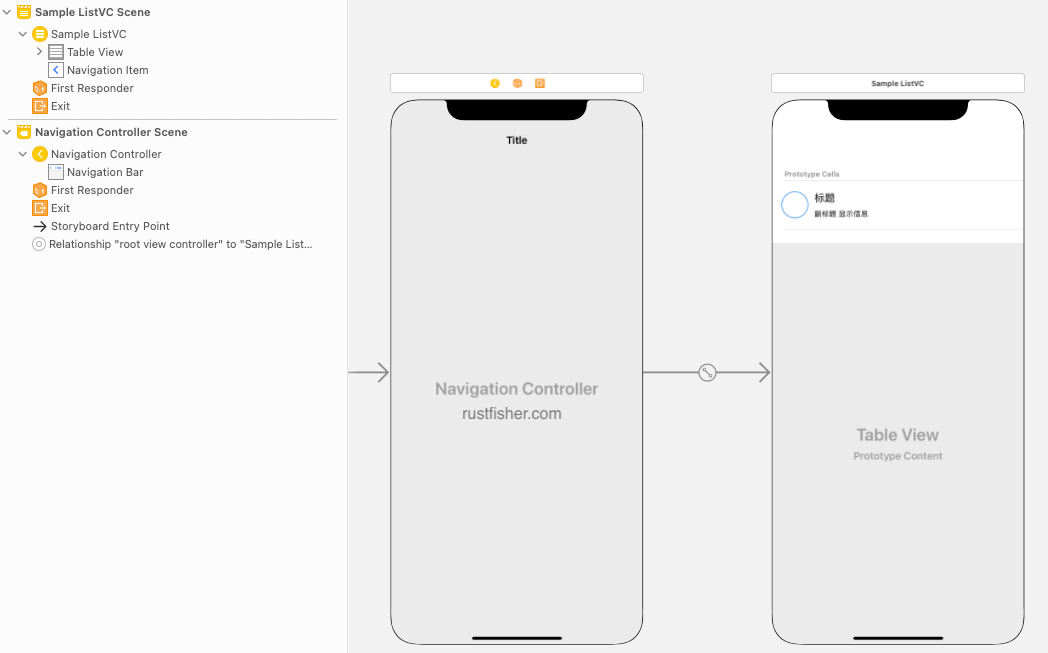 Sample ListVC Scene
Sample ListVC
Table View
Navigation Item
First Responder
Exit
Navigation Controller Scene
Navigation Controller
Navigation Bar
First Responder
Exit
Storyboard Entry Point
Relationship "root view controller" to "Sample List...
Title
Navigation Controller
rustfisher.com
Sample ListVC
Prototype Cells
标题
副标题 显示信息
Table View
Prototype Content